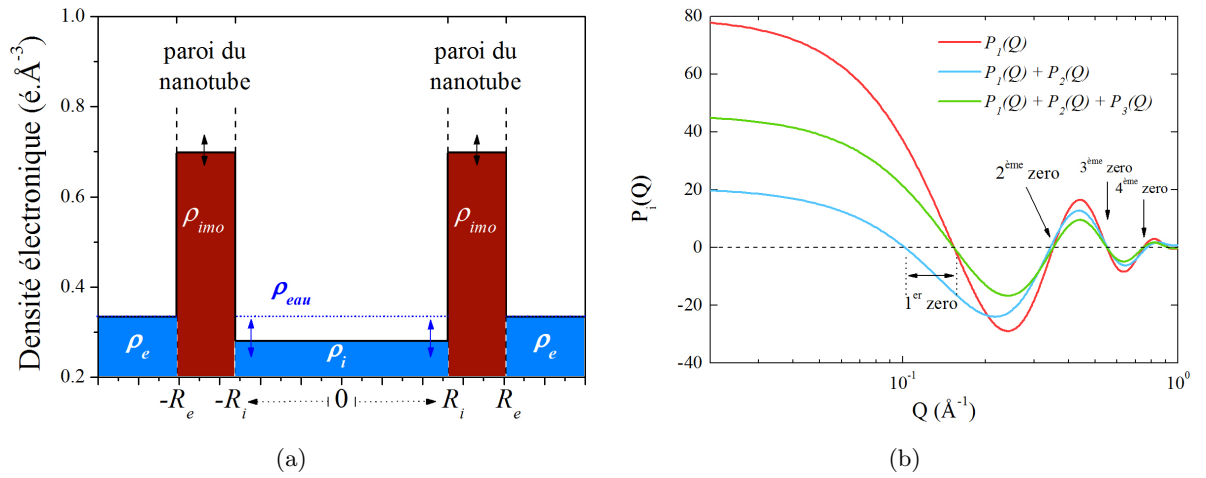 (a)
Densité électronique (é.Å⁻³)
1.0
0.8
0.6
0.4
0.2
paroi du
nanotube
paroi du
nanotube
ρimo
ρimo
ρeau
ρe
ρi
ρe
-Re
-Ri
0
Ri
Re
(a)
Pi(Q)
80
60
40
20
0
-20
-40
P1(Q)
P1(Q) + P2(Q)
P1(Q) + P2(Q) + P3(Q)
2ème zero
3ème zero
4ème zero
1er zero
10⁻¹
10⁰
Q (Å⁻¹)
(b)